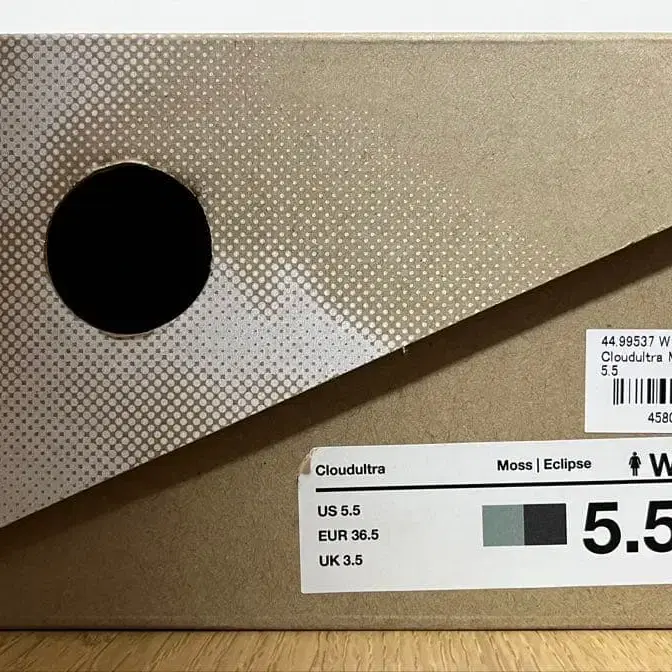 44.99537 W
Cloudultra M
5.5
4580
Cloudultra
Moss | Eclipse
W
US 5.5
EUR 36.5
UK 3.5
5.5